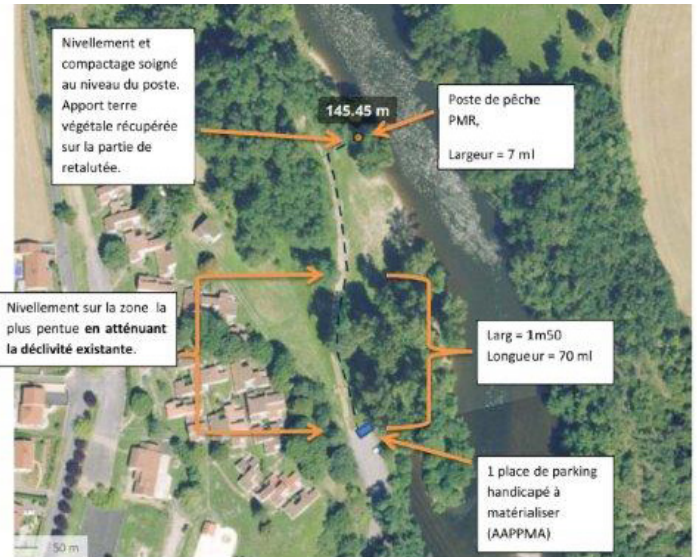 Nivellement et
compactage soigné
au niveau du poste.
Apport terre
végétale récupérée
sur la partie de
retalutée.
145.45 m
Poste de pêche
PMR,
Largeur = 7 ml
Nivellement sur la zone la
plus pentue en atténuant
la déclivité existante.
Larg = 1m50
Longueur = 70 ml
1 place de parking
handicapé à
matérialiser
(AAPPMA)
50 m